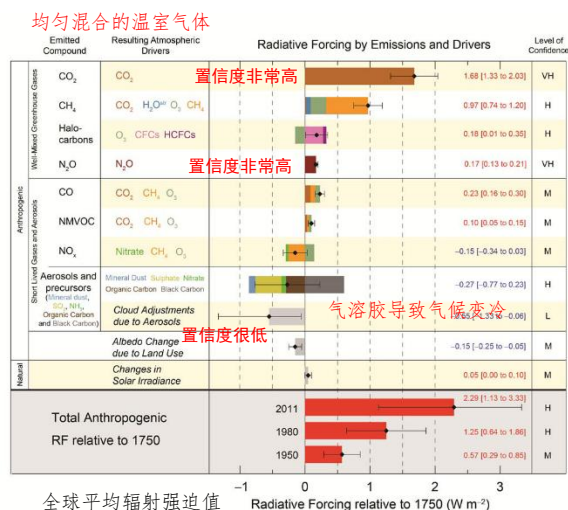 均匀混合的温室气体
Emitted Compound
Resulting Atmospheric Drivers
Radiative Forcing by Emissions and Drivers
Level of Confidence
Anthropogenic
Well-Mixed Greenhouse Gases
CO₂ CO₂ 置信度非常高 1.68 [1.33 to 2.03] VH
CH₄ CO₂ H₂Oˢᵗʳ O₃ CH₄ 0.97 [0.74 to 1.20] H
Halo-carbons O₃ CFCs HCFCs 0.18 [0.01 to 0.35] H
N₂O N₂O 置信度非常高 0.17 [0.13 to 0.21] VH
Short Lived Gases and Aerosols
CO CO₂ CH₄ O₃ 0.23 [0.16 to 0.30] M
NMVOC CO₂ CH₄ O₃ 0.10 [0.05 to 0.15] M
NOₓ Nitrate CH₄ O₃ −0.15 [−0.34 to 0.03] M
Aerosols and precursors
(Mineral dust, SO₂, NH₃, Organic Carbon and Black Carbon)
Mineral Dust Sulphate Nitrate
Organic Carbon Black Carbon
−0.27 [−0.77 to 0.23] H
Cloud Adjustments due to Aerosols
气溶胶导致气候变冷
−0.06] L
置信度很低
Albedo Change due to Land Use
−0.15 [−0.25 to −0.05] M
Natural
Changes in Solar Irradiance
0.05 [0.00 to 0.10] M
Total Anthropogenic
RF relative to 1750
2011 2.29 [1.13 to 3.33] H
1980 1.25 [0.64 to 1.86] H
1950 0.57 [0.29 to 0.85] M
−1 0 1 2 3
全球平均辐射强迫值
Radiative Forcing relative to 1750 (W m⁻²)